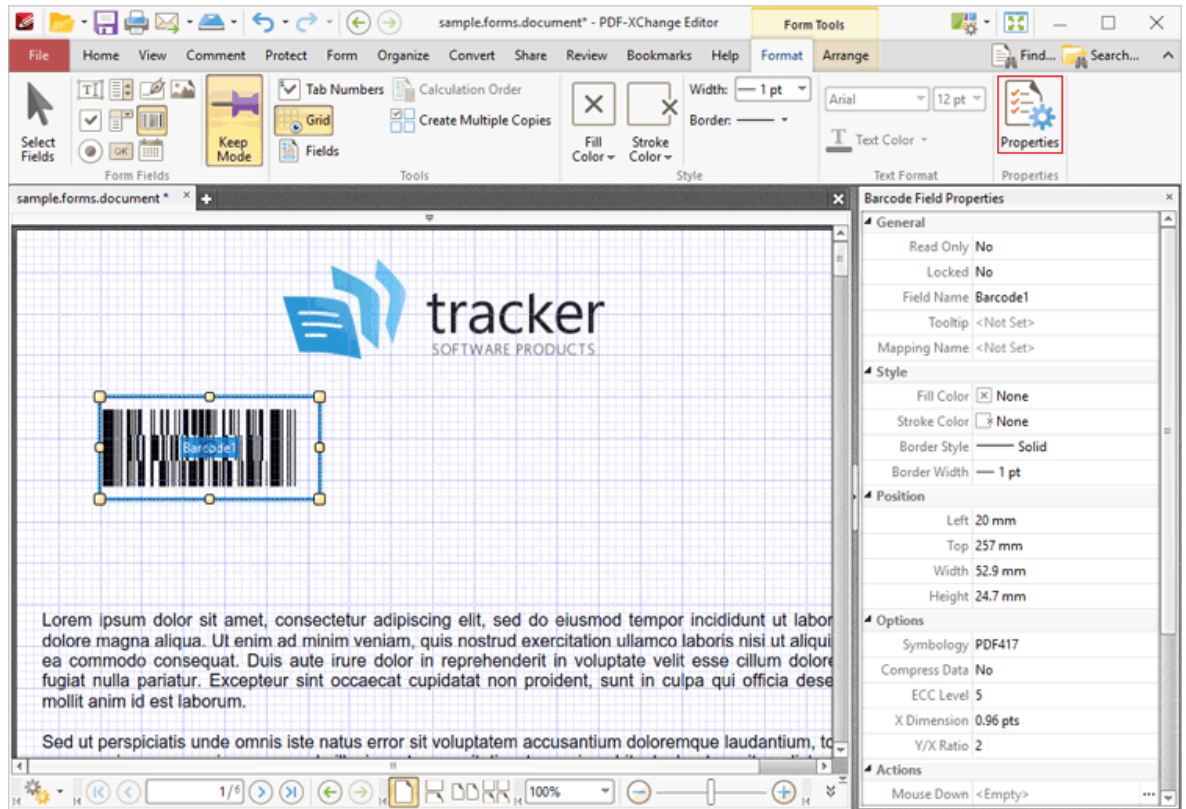 sample.forms.document* - PDF-XChange Editor
Form Tools
File Home View Comment Protect Form Organize Convert Share Review Bookmarks Help Format Arrange Find... Search...
Select Fields
OK
Form Fields
Keep Mode
Tab Numbers
Grid
Fields
Calculation Order
Create Multiple Copies
Tools
Fill Color
Stroke Color
Width: 1 pt
Border:
Style
Arial 12 pt
Text Color
Text Format
Properties
Properties
sample.forms.document *
tracker
SOFTWARE PRODUCTS
Barcode1
Lorem ipsum dolor sit amet, consectetur adipiscing elit, sed do eiusmod tempor incididunt ut labor
dolore magna aliqua. Ut enim ad minim veniam, quis nostrud exercitation ullamco laboris nisi ut aliqui
ea commodo consequat. Duis aute irure dolor in reprehenderit in voluptate velit esse cillum dolore
fugiat nulla pariatur. Excepteur sint occaecat cupidatat non proident, sunt in culpa qui officia dese
mollit anim id est laborum.
Sed ut perspiciatis unde omnis iste natus error sit voluptatem accusantium doloremque laudantium, to
1/6
100%
Barcode Field Properties
General
Read Only No
Locked No
Field Name Barcode1
Tooltip <Not Set>
Mapping Name <Not Set>
Style
Fill Color None
Stroke Color None
Border Style Solid
Border Width 1 pt
Position
Left 20 mm
Top 257 mm
Width 52.9 mm
Height 24.7 mm
Options
Symbology PDF417
Compress Data No
ECC Level 5
X Dimension 0.96 pts
Y/X Ratio 2
Actions
Mouse Down <Empty>